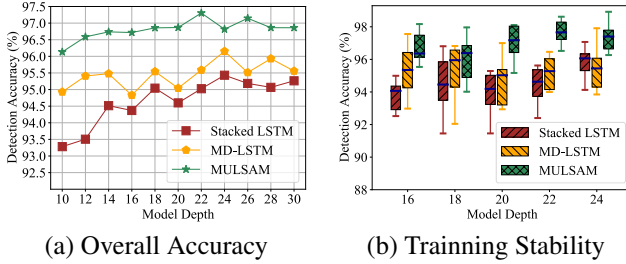 97.5
97.0
96.5
96.0
95.5
95.0
94.5
94.0
93.5
93.0
92.5
Detection Accuracy (%)
Stacked LSTM
MD-LSTM
MULSAM
10 12 14 16 18 20 22 24 26 28 30
Model Depth
(a) Overall Accuracy
100
98
96
94
92
88
Detection Accuracy (%)
Stacked LSTM
MD-LSTM
MULSAM
16 18 20 22 24
Model Depth
(b) Trainning Stability